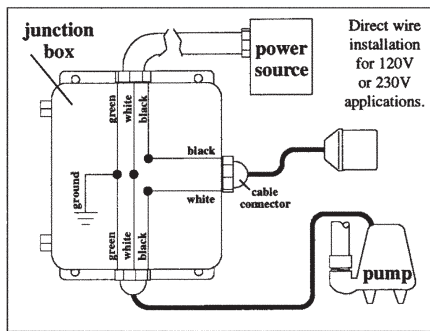 junction
box
power
source
Direct wire
installation
for 120V
or 230V
applications.
green
white
black
black
white
cable
connector
ground
green
white
black
pump